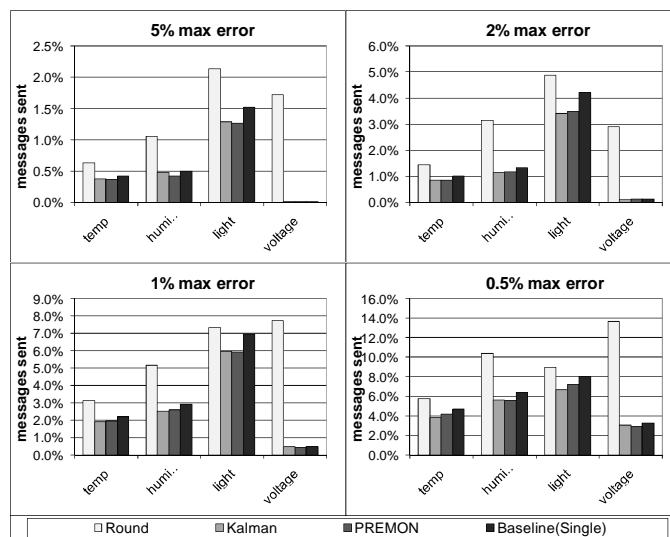 5% max error
messages sent
2.5%
2.0%
1.5%
1.0%
0.5%
0.0%
temp
humi..
light
voltage
2% max error
messages sent
6.0%
5.0%
4.0%
3.0%
2.0%
1.0%
0.0%
temp
humi..
light
voltage
1% max error
messages sent
9.0%
8.0%
7.0%
6.0%
5.0%
4.0%
3.0%
2.0%
1.0%
0.0%
temp
humi..
light
voltage
0.5% max error
messages sent
16.0%
14.0%
12.0%
10.0%
8.0%
6.0%
4.0%
2.0%
0.0%
temp
humi..
light
voltage
Round Kalman PREMON Baseline(Single)